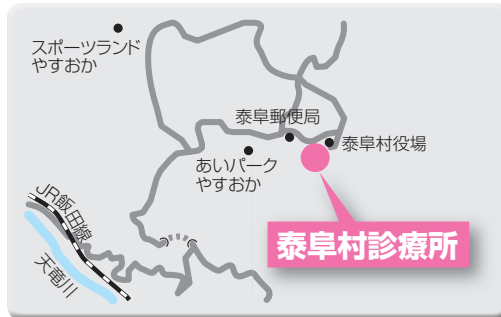 スポーツランド
やすおか
泰阜郵便局
泰阜村役場
あいパーク
やすおか
JR飯田線
天竜川
泰阜村診療所